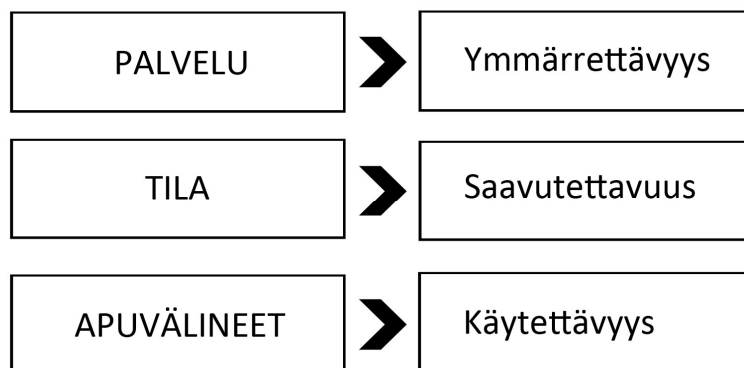 PALVELU
Ymmärrettävyys
TILA
Saavutettavuus
APUVÄLINEET
Käytettävyys